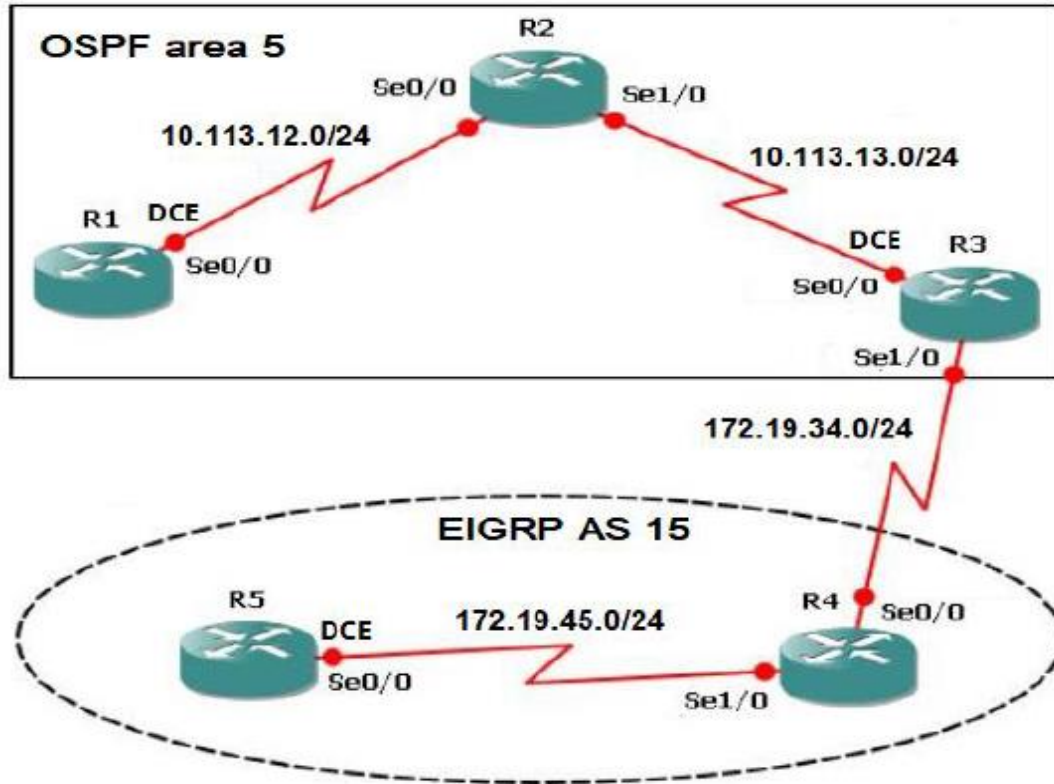 R2
OSPF area 5
Se0/0
Se1/0
10.113.12.0/24
10.113.13.0/24
R1
DCE
Se0/0
DCE
R3
Se0/0
Se1/0
172.19.34.0/24
EIGRP AS 15
R5
DCE
172.19.45.0/24
R4
Se0/0
Se0/0
Se1/0